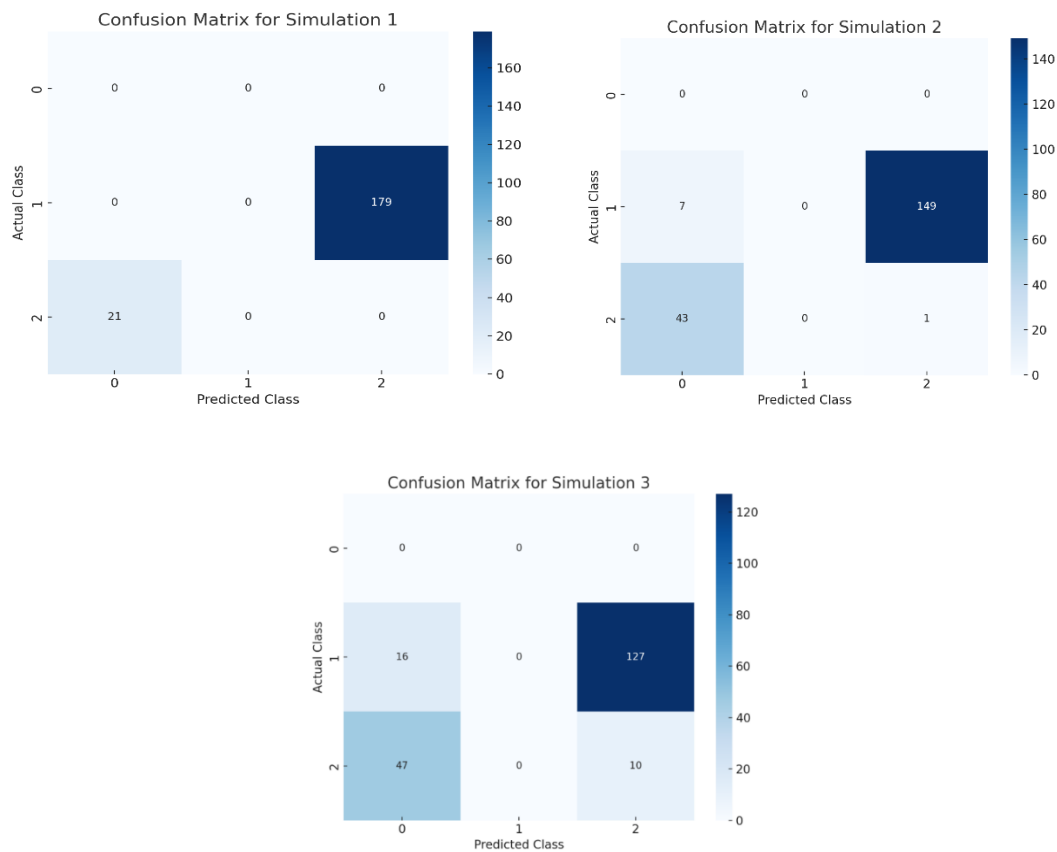 Confusion Matrix for Simulation 1
0 0 0 0
1 0 0 179
2 21 0 0
0 1 2
Actual Class
Predicted Class
160
140
120
100
80
60
40
20
0
Confusion Matrix for Simulation 2
0 0 0 0
1 7 0 149
2 43 0 1
0 1 2
Actual Class
Predicted Class
140
120
100
80
60
40
20
0
Confusion Matrix for Simulation 3
0 0 0 0
1 16 0 127
2 47 0 10
0 1 2
Actual Class
Predicted Class
120
100
80
60
40
20
0